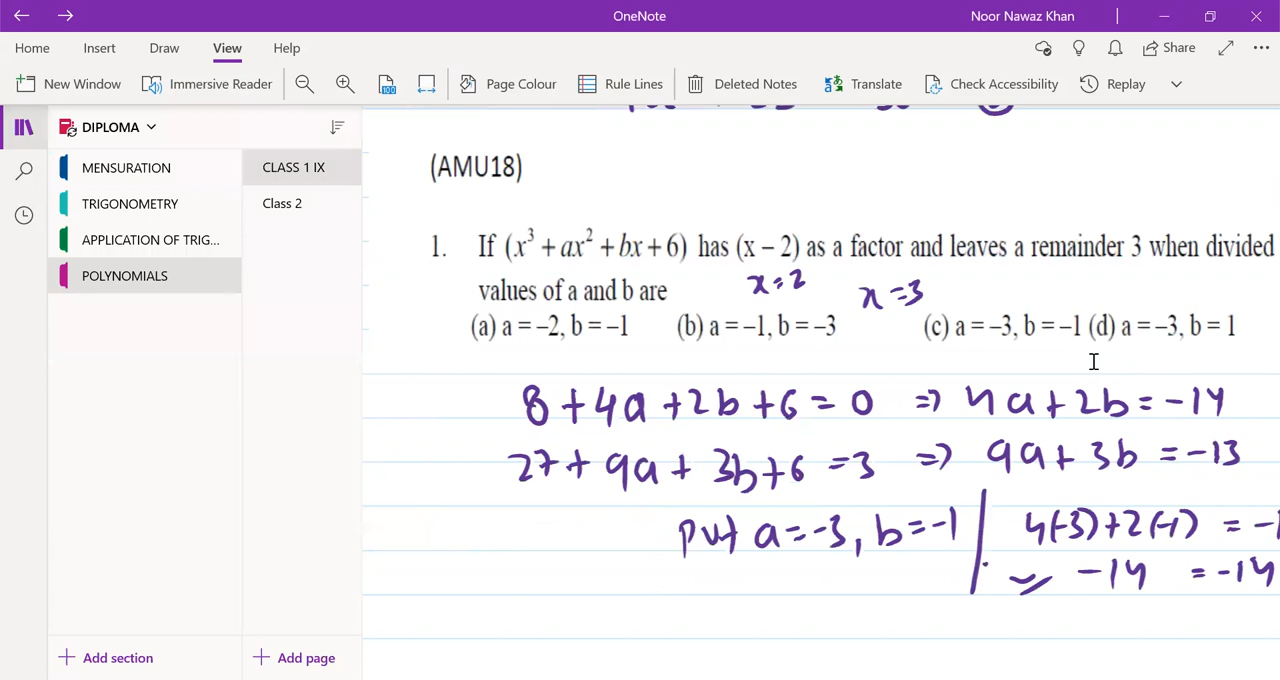 OneNote
Noor Nawaz Khan
Home Insert Draw View Help
Share
New Window Immersive Reader Page Colour Rule Lines Deleted Notes Translate Check Accessibility Replay
DIPLOMA
MENSURATION
TRIGONOMETRY
APPLICATION OF TRIG...
POLYNOMIALS
CLASS 1 IX
Class 2
(AMU18)
1. If (x³ + ax² + bx + 6) has (x – 2) as a factor and leaves a remainder 3 when divided
x = 2
values of a and b are
x = 3
(a) a = –2, b = –1 (b) a = –1, b = –3 (c) a = –3, b = –1 (d) a = –3, b = 1
8 + 4a + 2b + 6 = 0 => 4a + 2b = -14
27 + 9a + 3b + 6 = 3 => 9a + 3b = -13
put a = -3, b = -1 4(-3) + 2(-1) = -1
-14 = -14
Add section
Add page